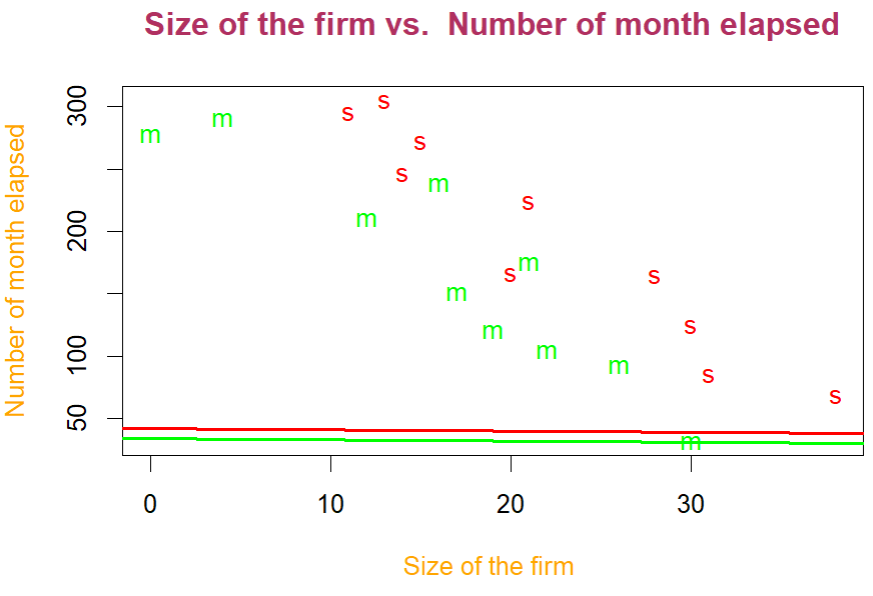 Size of the firm vs.  Number of month elapsed
Number of month elapsed
300
200
100
50
m
m
s
s
s
s
m
m
s
m
s
s
m
m
s
m
m
s
s
m
0
10
20
30
Size of the firm